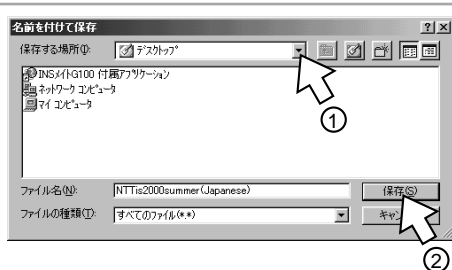 名前を付けて保存
保存する場所(I):
デスクトップ
INSメイトG100 付属アプリケーション
ネットワーク コンピュータ
マイ コンピュータ
①
ファイル名(N):
NTTis2000summer(Japanese)
保存(S)
ファイルの種類(T):
すべてのファイル(*.*)
②